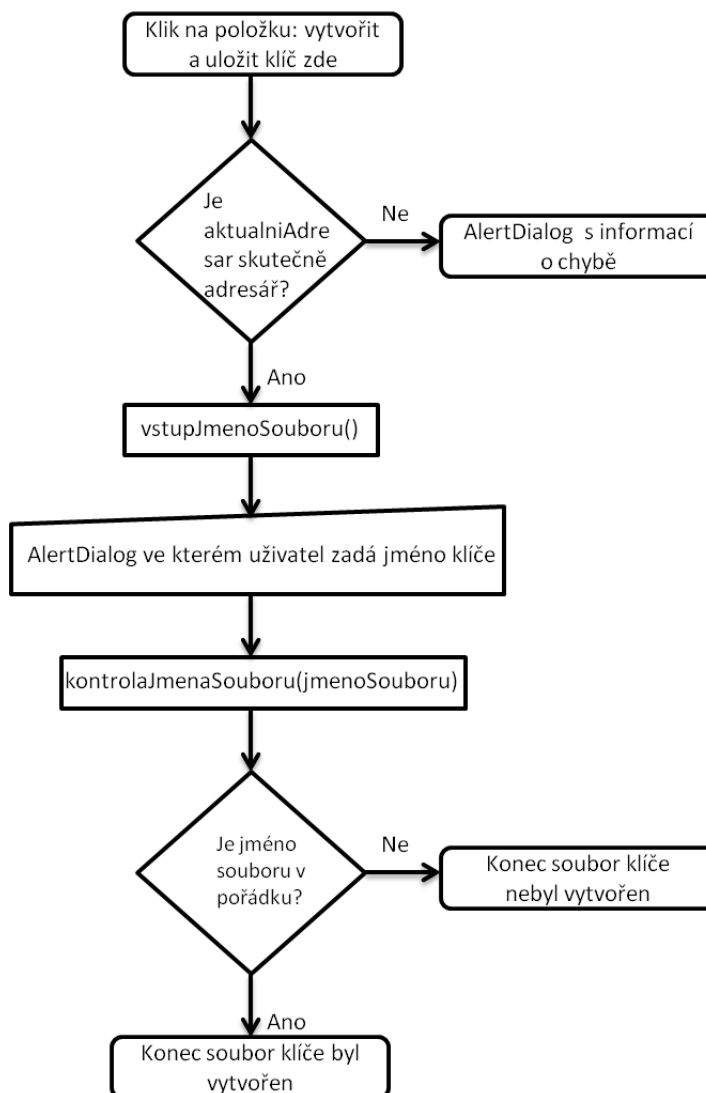 Klik na položku: vytvořit
a uložit klíč zde
Je
aktualniAdre
sar skutečně
adresář?
Ne
AlertDialog s informací
o chybě
Ano
vstupJmenoSouboru()
AlertDialog ve kterém uživatel zadá jméno klíče
kontrolaJmenaSouboru(jmenoSouboru)
Je jméno
souboru v
pořádku?
Ne
Konec soubor klíče
nebyl vytvořen
Ano
Konec soubor klíče byl
vytvořen